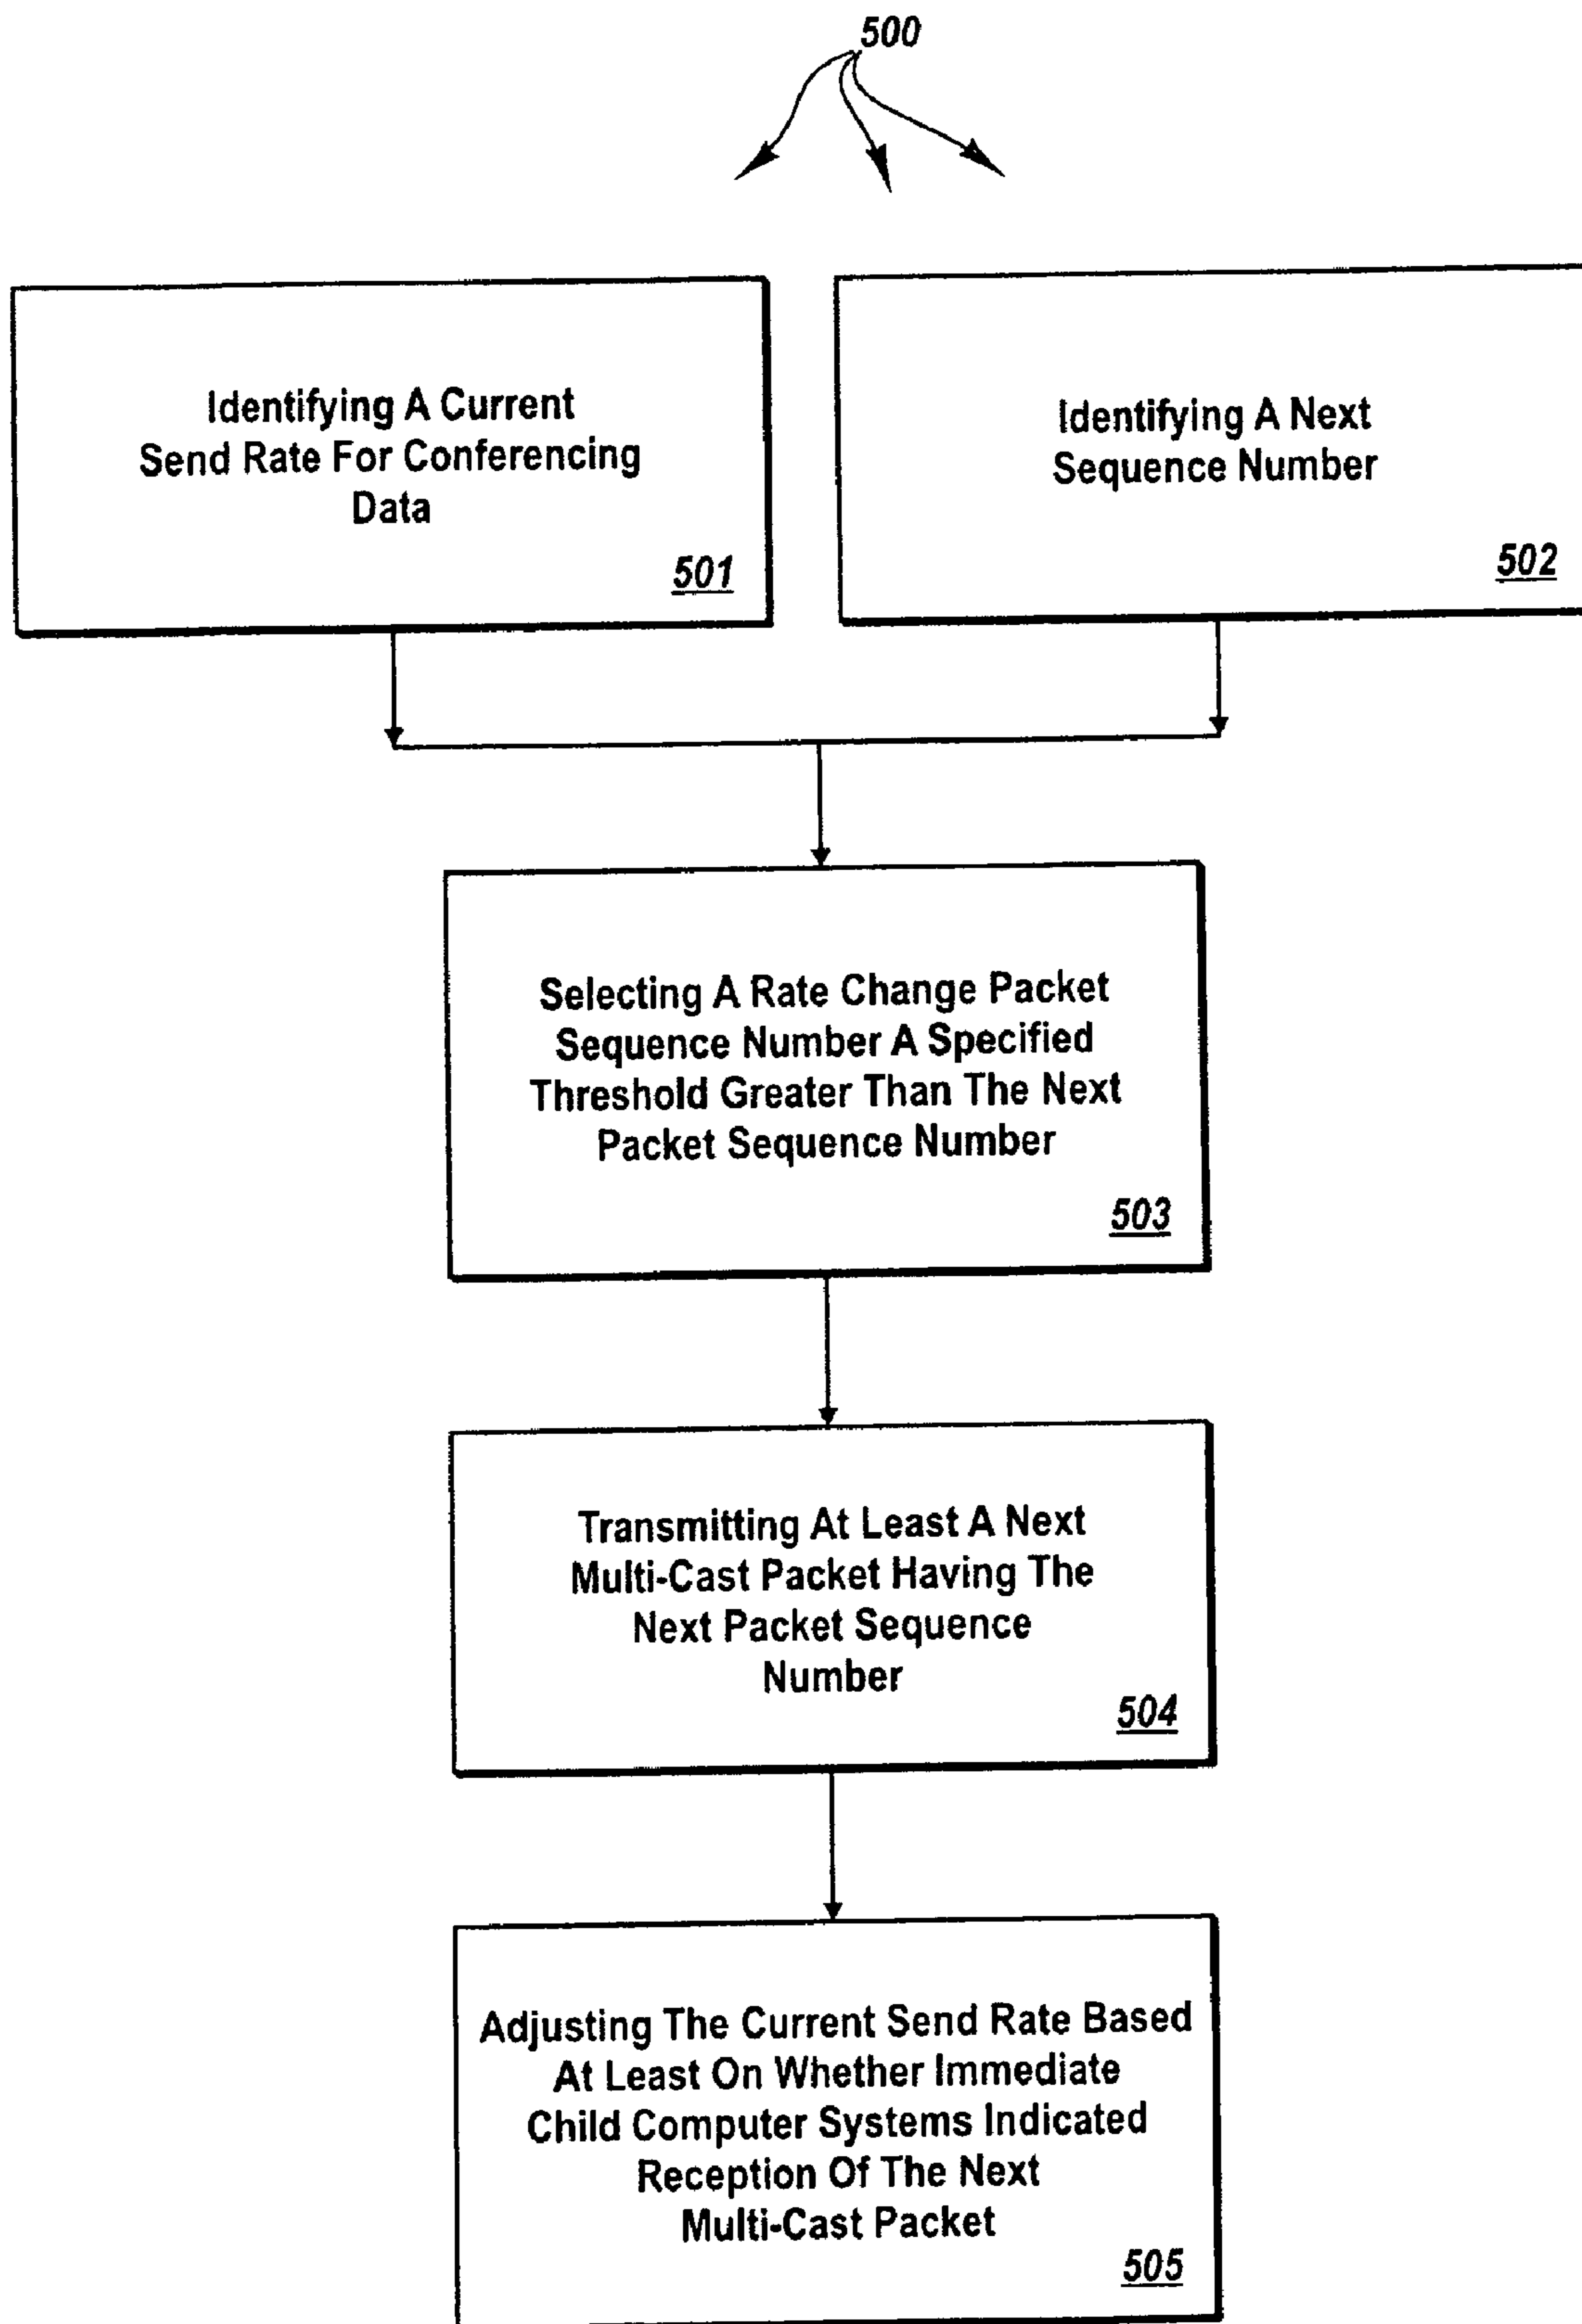 500
Identifying A Current
Send Rate For Conferencing
Data
501
Identifying A Next
Sequence Number
502
Selecting A Rate Change Packet
Sequence Number A Specified
Threshold Greater Than The Next
Packet Sequence Number
503
Transmitting At Least A Next
Multi-Cast Packet Having The
Next Packet Sequence
Number
504
Adjusting The Current Send Rate Based
At Least On Whether Immediate
Child Computer Systems Indicated
Reception Of The Next
Multi-Cast Packet
505